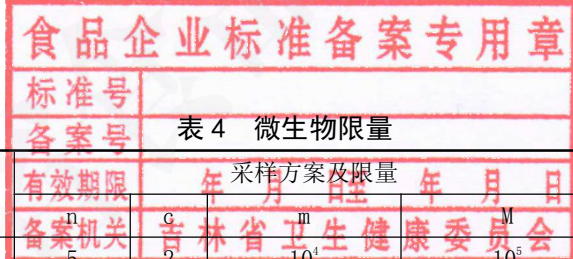 食品企业标准备案专用章
标准号
备案号
表 4 微生物限量
有效期限 年 月 日至 年 月 日
采样方案及限量
备案机关 吉林省卫生健康委员会
n c m M
5 2 10⁴ 10⁵